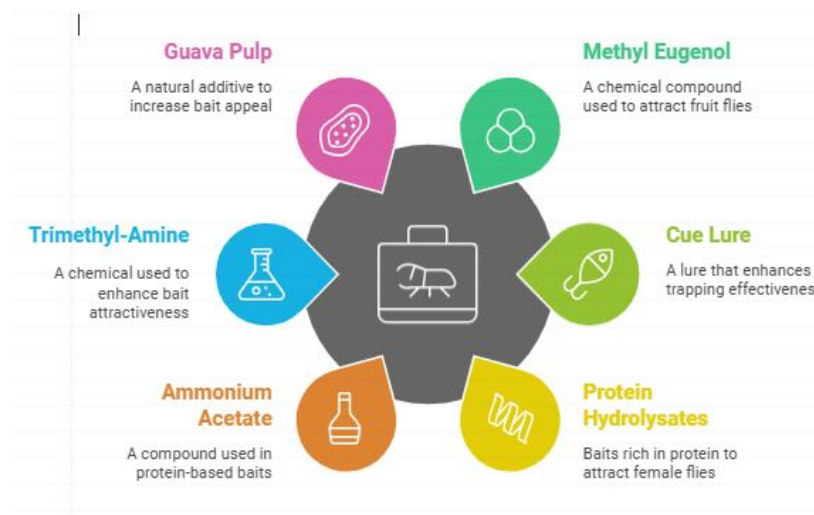 Guava Pulp
A natural additive to
increase bait appeal
Methyl Eugenol
A chemical compound
used to attract fruit flies
Trimethyl-Amine
A chemical used to
enhance bait
attractiveness
Cue Lure
A lure that enhances
trapping effectivenes
Ammonium
Acetate
A compound used in
protein-based baits
Protein
Hydrolysates
Baits rich in protein to
attract female flies